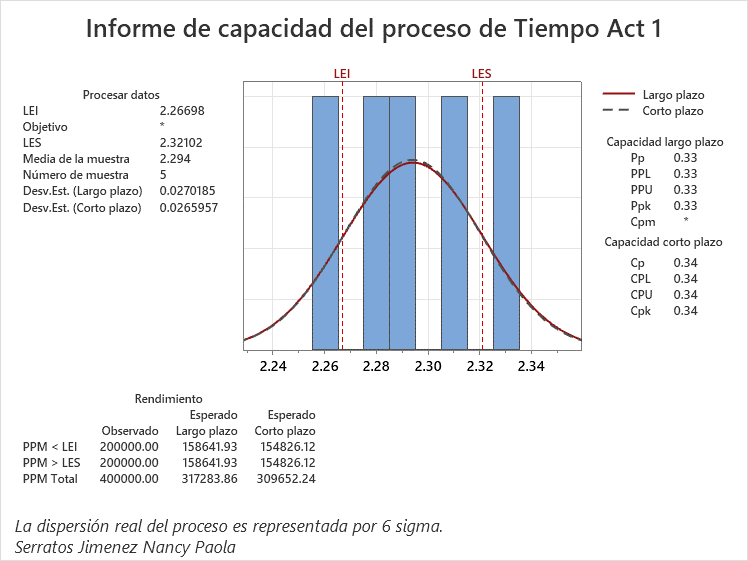 Informe de capacidad del proceso de Tiempo Act 1
LEI LES
Procesar datos
LEI 2.26698
Objetivo *
LES 2.32102
Media de la muestra 2.294
Número de muestra 5
Desv.Est. (Largo plazo) 0.0270185
Desv.Est. (Corto plazo) 0.0265957
Largo plazo
Corto plazo
Capacidad largo plazo
Pp 0.33
PPL 0.33
PPU 0.33
Ppk 0.33
Cpm *
Capacidad corto plazo
Cp 0.34
CPL 0.34
CPU 0.34
Cpk 0.34
2.24 2.26 2.28 2.30 2.32 2.34
Rendimiento
Esperado Esperado
Observado Largo plazo Corto plazo
PPM < LEI 200000.00 158641.93 154826.12
PPM > LES 200000.00 158641.93 154826.12
PPM Total 400000.00 317283.86 309652.24
La dispersión real del proceso es representada por 6 sigma.
Serratos Jimenez Nancy Paola